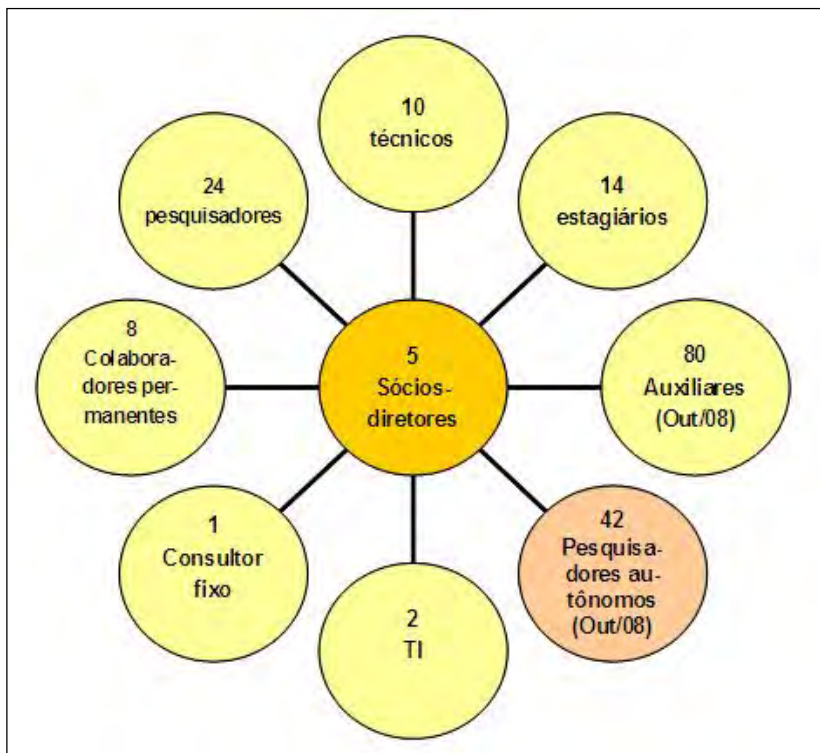 10
técnicos
24
pesquisadores
14
estagiários
8
Colabora-
dores per-
manentes
5
Sócios-
diretores
80
Auxiliares
(Out/08)
1
Consultor
fixo
2
TI
42
Pesquisa-
dores au-
tônomos
(Out/08)